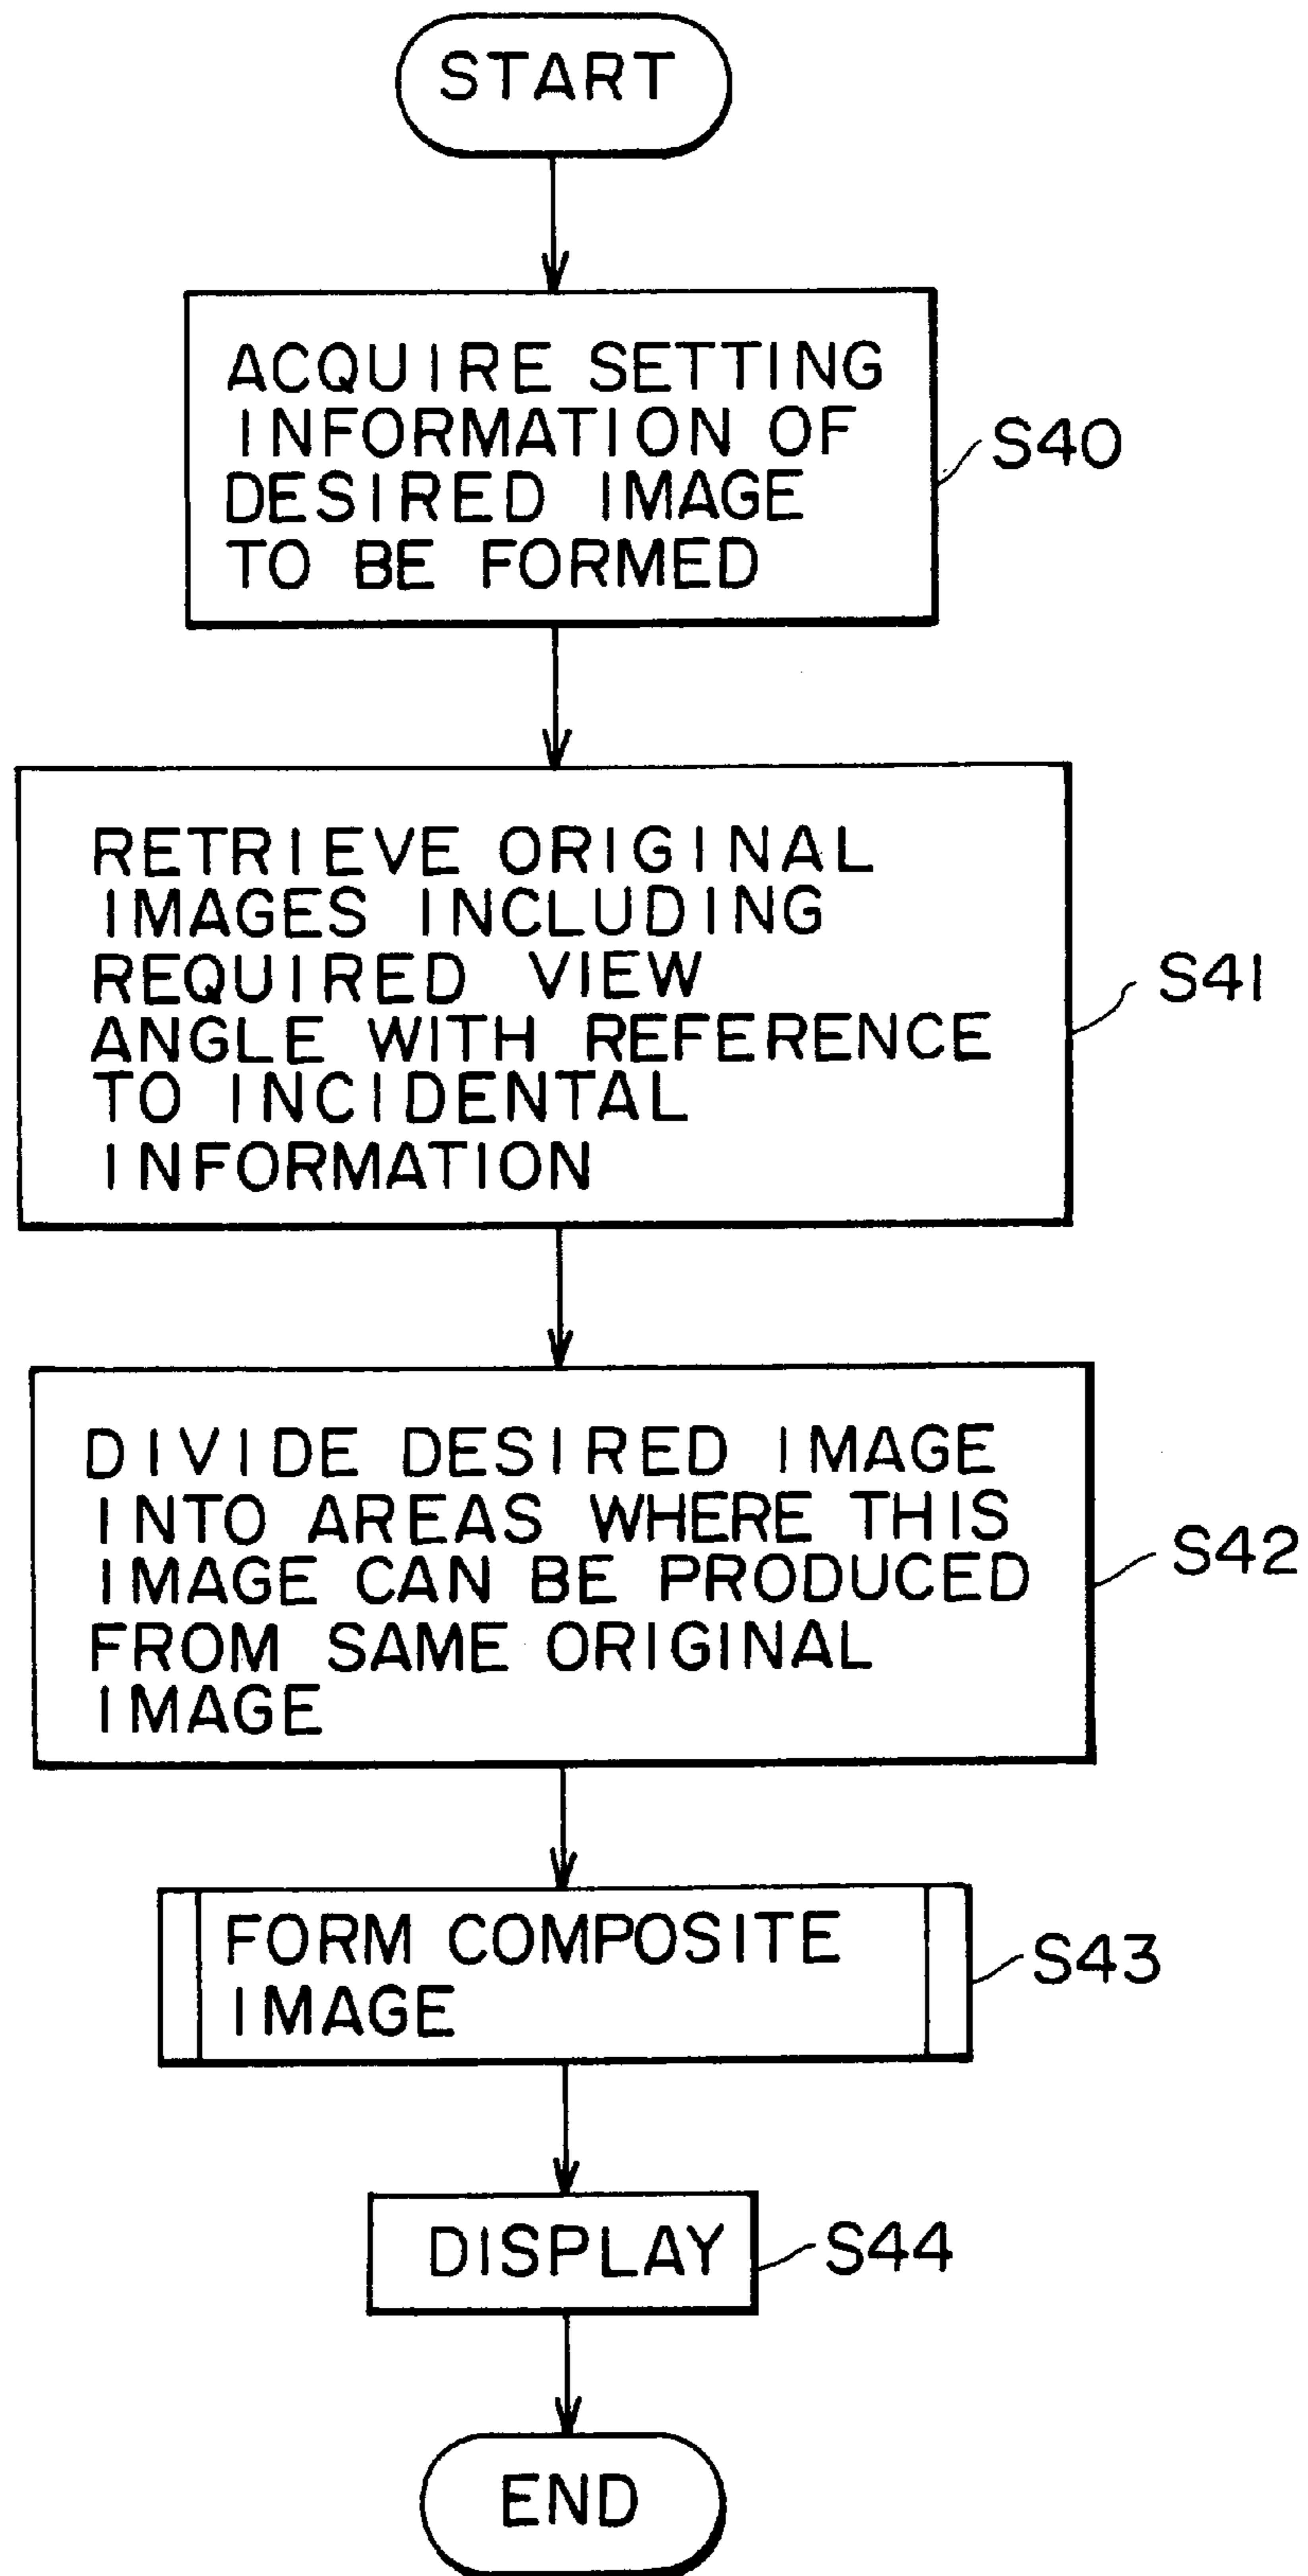 START
ACQUIRE SETTING
INFORMATION OF
DESIRED IMAGE
TO BE FORMED
S40
RETRIEVE ORIGINAL
IMAGES INCLUDING
REQUIRED VIEW
ANGLE WITH REFERENCE
TO INCIDENTAL
INFORMATION
S41
DIVIDE DESIRED IMAGE
INTO AREAS WHERE THIS
IMAGE CAN BE PRODUCED
FROM SAME ORIGINAL
IMAGE
S42
FORM COMPOSITE
IMAGE
S43
DISPLAY
S44
END